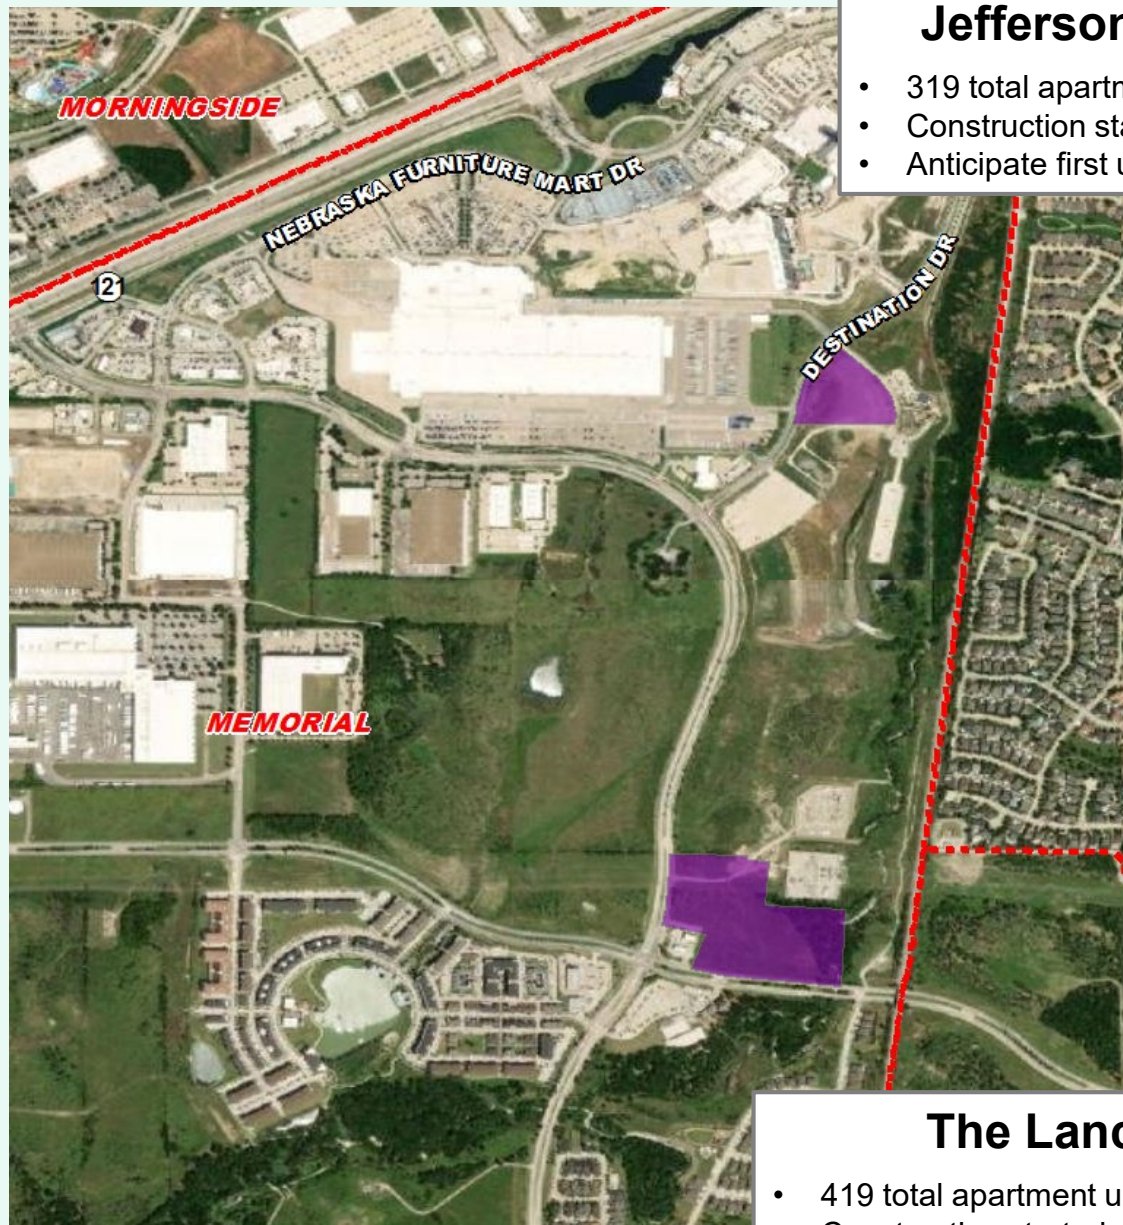 Jefferson
• 319 total apartm
• Construction sta
• Anticipate first u
MORNINGSIDE
NEBRASKA FURNITURE MART DR
121
DESTINATION DR
MEMORIAL
The Land
• 419 total apartment u